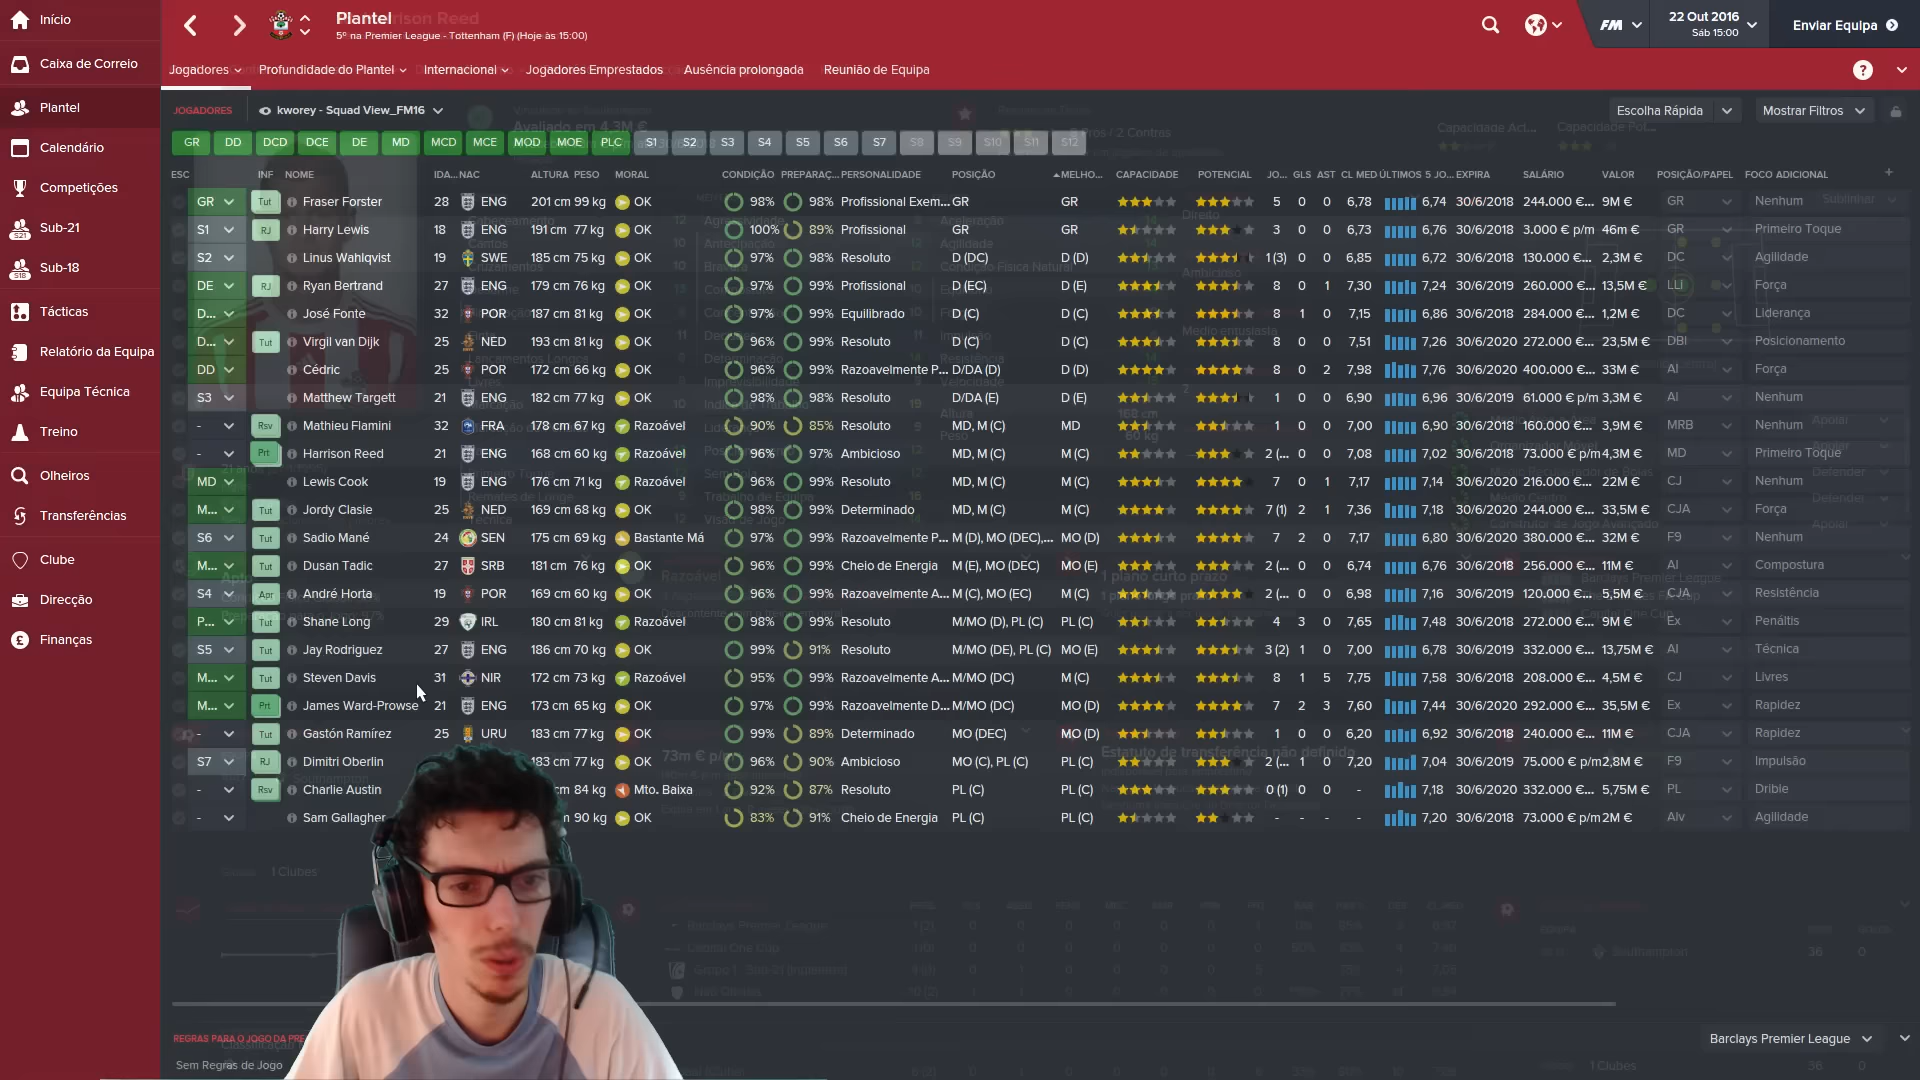 Início
Caixa de Correio
Plantel
Calendário
Competições
Sub-21
Sub-18
Tácticas
Relatório da Equipa
Equipa Técnica
Treino
Olheiros
Transferências
Clube
Direcção
Finanças
Plantel
5º na Premier League - Tottenham (F) (Hoje às 15:00)
FM
22 Out 2016
Sáb 15:00
Enviar Equipa
Jogadores Profundidade do Plantel Internacional Jogadores Emprestados Ausência prolongada Reunião de Equipa
JOGADORES kworey - Squad View_FM16 Escolha Rápida Mostrar Filtros
GR DD DCD DCE DE MD MCD MCE MOD MOE PLC S1 S2 S3 S4 S5 S6 S7 S8 S9 S10 S11 S12
ESC INF NOME IDA... NAC ALTURA PESO MORAL CONDIÇÃO PREPARAÇ... PERSONALIDADE POSIÇÃO MELHO... CAPACIDADE POTENCIAL JO... GLS AST CL MED ÚLTIMOS 5 JO... EXPIRA SALÁRIO VALOR POSIÇÃO/PAPEL FOCO ADICIONAL
GR Tut Fraser Forster 28 ENG 201 cm 99 kg OK 98% 98% Profissional Exem... GR GR 5 0 0 6,78 6,74 30/6/2018 244.000 €... 9M € GR Nenhum
S1 RJ Harry Lewis 18 ENG 191 cm 77 kg OK 100% 89% Profissional GR GR 3 0 0 6,73 6,76 30/6/2018 3.000 € p/m 46m € GR Primeiro Toque
S2 Linus Wahlqvist 19 SWE 185 cm 75 kg OK 97% 98% Resoluto D (DC) D (D) 1 (3) 0 0 6,85 6,72 30/6/2018 130.000 €... 2,3M € DC Agilidade
DE RJ Ryan Bertrand 27 ENG 179 cm 76 kg OK 97% 99% Profissional D (EC) D (E) 8 0 1 7,30 7,24 30/6/2019 260.000 €... 13,5M € LLI Força
D... José Fonte 32 POR 187 cm 81 kg OK 97% 99% Equilibrado D (C) D (C) 8 1 0 7,15 6,86 30/6/2018 284.000 €... 1,2M € DC Liderança
D... Tut Virgil van Dijk 25 NED 193 cm 81 kg OK 96% 99% Resoluto D (C) D (C) 8 0 0 7,51 7,26 30/6/2020 272.000 €... 23,5M € DBI Posicionamento
DD Cédric 25 POR 172 cm 66 kg OK 96% 99% Razoavelmente P... D/DA (D) D (D) 8 0 2 7,98 7,76 30/6/2020 400.000 €... 33M € Al Força
S3 Matthew Targett 21 ENG 182 cm 77 kg OK 98% 98% Resoluto D/DA (E) D (E) 1 0 0 6,90 6,96 30/6/2019 61.000 € p/m 3,3M € Al Nenhum
- Rsv Mathieu Flamini 32 FRA 178 cm 67 kg Razoável 90% 85% Resoluto MD, M (C) MD 1 0 0 7,00 6,90 30/6/2018 160.000 €... 3,9M € MRB Nenhum
- Prt Harrison Reed 21 ENG 168 cm 60 kg Razoável 96% 97% Ambicioso MD, M (C) MD 2 (... 0 0 7,08 7,02 30/6/2018 73.000 € p/m 4,3M € MD Primeiro Toque
MD Lewis Cook 19 ENG 176 cm 71 kg Razoável 96% 99% Resoluto MD, M (C) M (C) 7 0 1 7,17 7,14 30/6/2018 216.000 €... 22M € CJ Nenhum
M... Tut Jordy Clasie 25 NED 169 cm 68 kg OK 98% 99% Determinado MD, M (C) M (C) 7 (1) 2 1 7,36 7,18 30/6/2020 244.000 €... 33,5M € CJA Força
S6 Tut Sadio Mané 24 SEN 175 cm 69 kg Bastante Má 97% 99% Razoavelmente P... M (D), MO (DEC),... MO (D) 7 2 0 7,17 6,80 30/6/2020 380.000 €... 32M € F9 Nenhum
M... Tut Dusan Tadic 27 SRB 181 cm 76 kg OK 96% 99% Cheio de Energia M (E), MO (DEC) MO (E) 2 (... 0 0 6,74 6,76 30/6/2018 256.000 €... 11M € Al Compostura
S4 Apr André Horta 19 POR 169 cm 60 kg OK 96% 99% Razoavelmente A... M (C), MO (EC) M (C) 2 (... 0 0 6,98 7,16 30/6/2019 120.000 €... 5,5M € CJA Resistência
P... Tut Shane Long 29 IRL 180 cm 81 kg Razoável 98% 99% Resoluto M/MO (D), PL (C) PL (C) 4 3 0 7,65 7,48 30/6/2018 272.000 €... 9M € Ex Penáltis
S5 Tut Jay Rodriguez 27 ENG 186 cm 70 kg OK 99% 91% Resoluto M/MO (DE), PL (C) MO (E) 3 (2) 1 0 7,00 6,78 30/6/2019 332.000 €... 13,75M € Al Técnica
M... Tut Steven Davis 31 NIR 172 cm 73 kg Razoável 95% 99% Razoavelmente A... M/MO (DC) M (C) 8 1 5 7,75 7,58 30/6/2018 208.000 €... 4,5M € CJ Livres
M... Prt James Ward-Prowse 21 ENG 173 cm 65 kg OK 97% 99% Razoavelmente D... M/MO (DC) MO (D) 7 2 3 7,60 7,44 30/6/2020 292.000 €... 35,5M € Ex Rapidez
- Tut Gastón Ramírez 25 URU 183 cm 77 kg OK 99% 89% Determinado MO (DEC) MO (D) 1 0 0 6,20 6,92 30/6/2018 240.000 €... 11M € CJA Rapidez
S7 RJ Dimitri Oberlin 183 cm 77 kg OK 96% 90% Ambicioso MO (C), PL (C) PL (C) 2 (... 1 0 7,20 7,04 30/6/2019 75.000 € p/m 2,8M € F9 Impulsão
- Rsv Charlie Austin cm 84 kg Mto. Baixa 92% 87% Resoluto PL (C) PL (C) 0 (1) 0 0 - 7,18 30/6/2020 332.000 €... 5,75M € PL Drible
- Sam Gallagher 90 kg OK 83% 91% Cheio de Energia PL (C) PL (C) - - - - 7,20 30/6/2018 73.000 € p/m 2M € Alv Agilidade
REGRAS PARA O JOGO DA PRE
Barclays Premier League
Sem Regras de Jogo